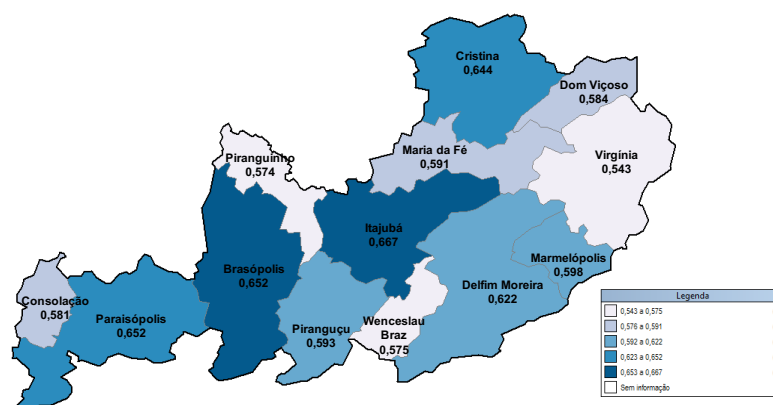 Cristina
0,644
Dom Viçoso
0,584
Maria da Fé
0,591
Virgínia
0,543
Piranguinho
0,574
Itajubá
0,667
Marmelópolis
0,598
Brasópolis
0,652
Delfim Moreira
0,622
Consolação
0,581
Paraisópolis
0,652
Piranguçu
0,593
Wenceslau
Braz
0,575
Legenda
0,543 a 0,575
0,576 a 0,591
0,592 a 0,622
0,623 a 0,652
0,653 a 0,667
Sem informação